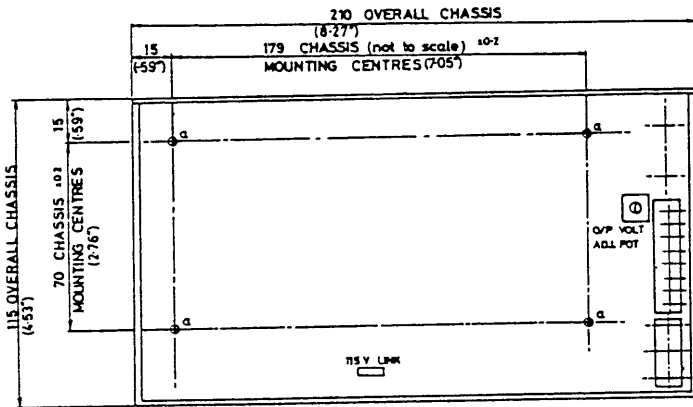 210 OVERALL CHASSIS
(8·27")
15
(·59")
179 CHASSIS (not to scale) ±0·2
MOUNTING CENTRES (7·05")
115 OVERALL CHASSIS
(4·53")
15
(·59")
70 CHASSIS ±0·2
MOUNTING CENTRES
(2·76")
a
a
a
a
O/P VOLT
ADJ. POT
115 V LINK